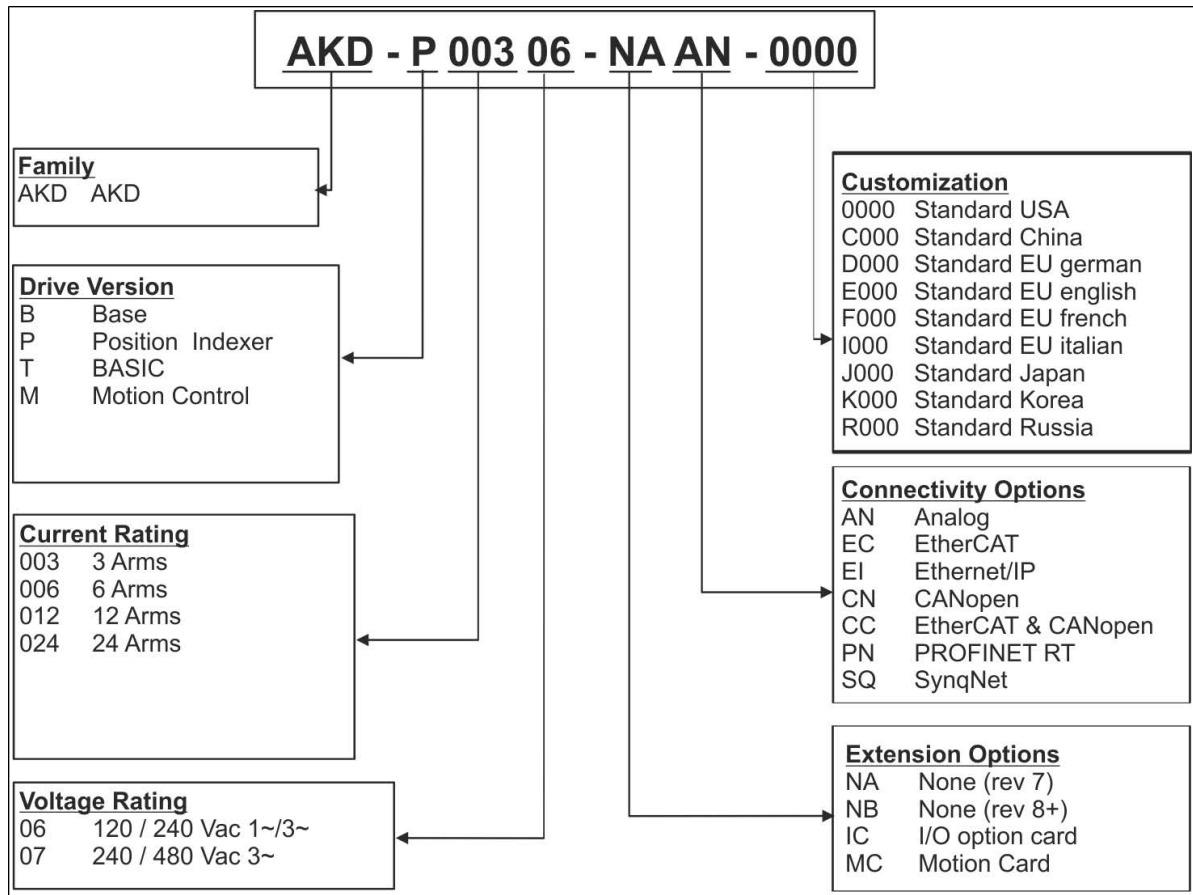 AKD - P 003 06 - NA AN - 0000
Family
AKD AKD
Drive Version
B Base
P Position Indexer
T BASIC
M Motion Control
Current Rating
003 3 Arms
006 6 Arms
012 12 Arms
024 24 Arms
Voltage Rating
06 120 / 240 Vac 1~/3~
07 240 / 480 Vac 3~
Customization
0000 Standard USA
C000 Standard China
D000 Standard EU german
E000 Standard EU english
F000 Standard EU french
I000 Standard EU italian
J000 Standard Japan
K000 Standard Korea
R000 Standard Russia
Connectivity Options
AN Analog
EC EtherCAT
EI Ethernet/IP
CN CANopen
CC EtherCAT & CANopen
PN PROFINET RT
SQ SynqNet
Extension Options
NA None (rev 7)
NB None (rev 8+)
IC I/O option card
MC Motion Card